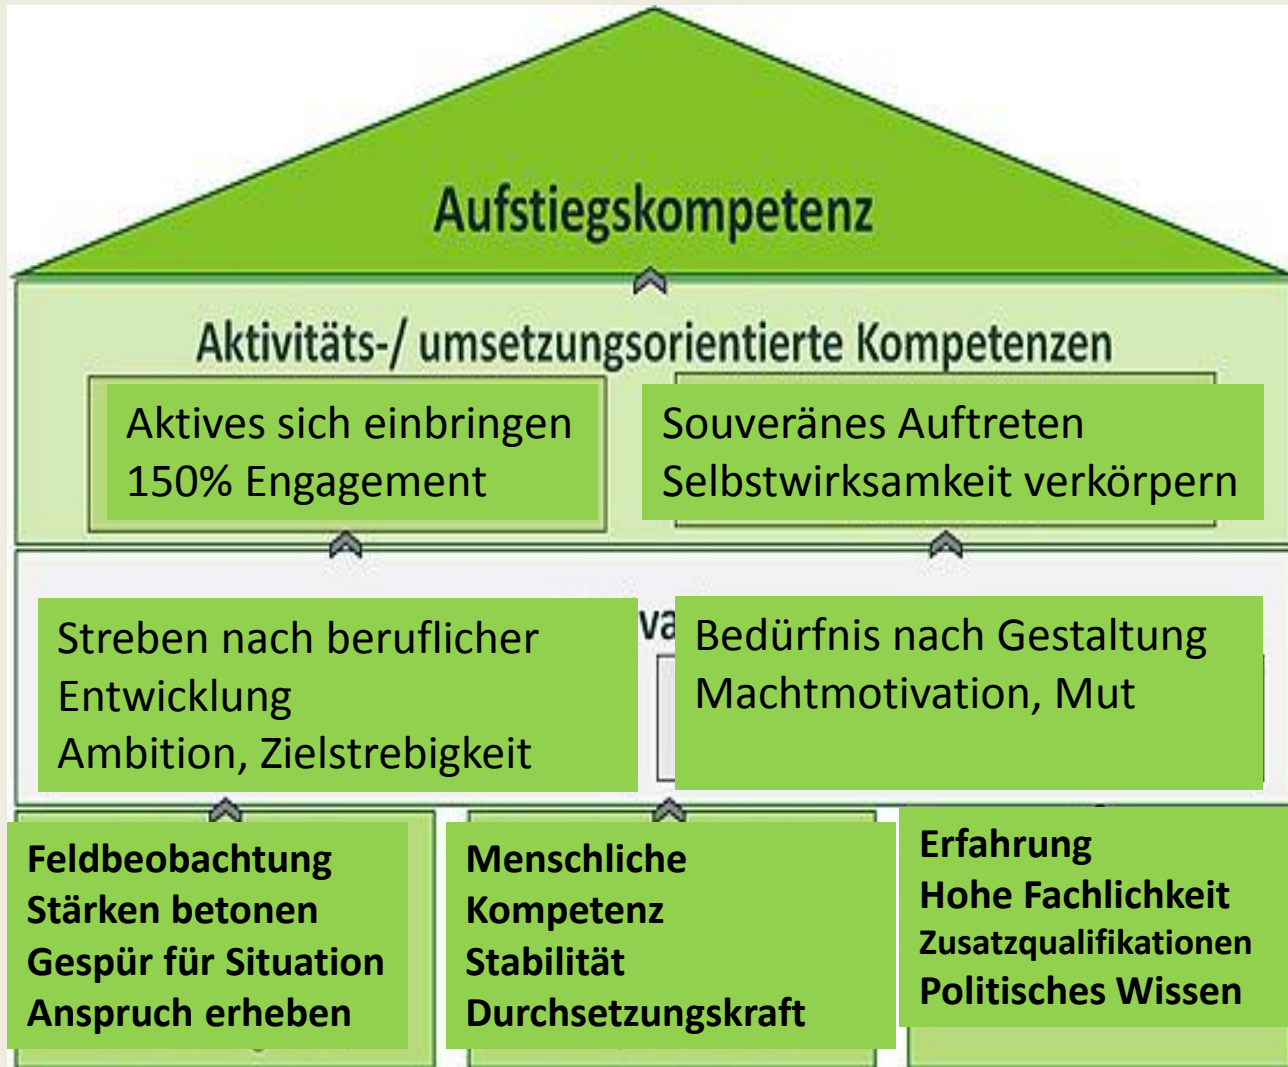 Aufstiegskompetenz
Aktivitäts-/ umsetzungsorientierte Kompetenzen
Aktives sich einbringen
150% Engagement
Souveränes Auftreten
Selbstwirksamkeit verkörpern
Streben nach beruflicher
Entwicklung
Ambition, Zielstrebigkeit
Bedürfnis nach Gestaltung
Machtmotivation, Mut
Feldbeobachtung
Stärken betonen
Gespür für Situation
Anspruch erheben
Menschliche
Kompetenz
Stabilität
Durchsetzungskraft
Erfahrung
Hohe Fachlichkeit
Zusatzqualifikationen
Politisches Wissen